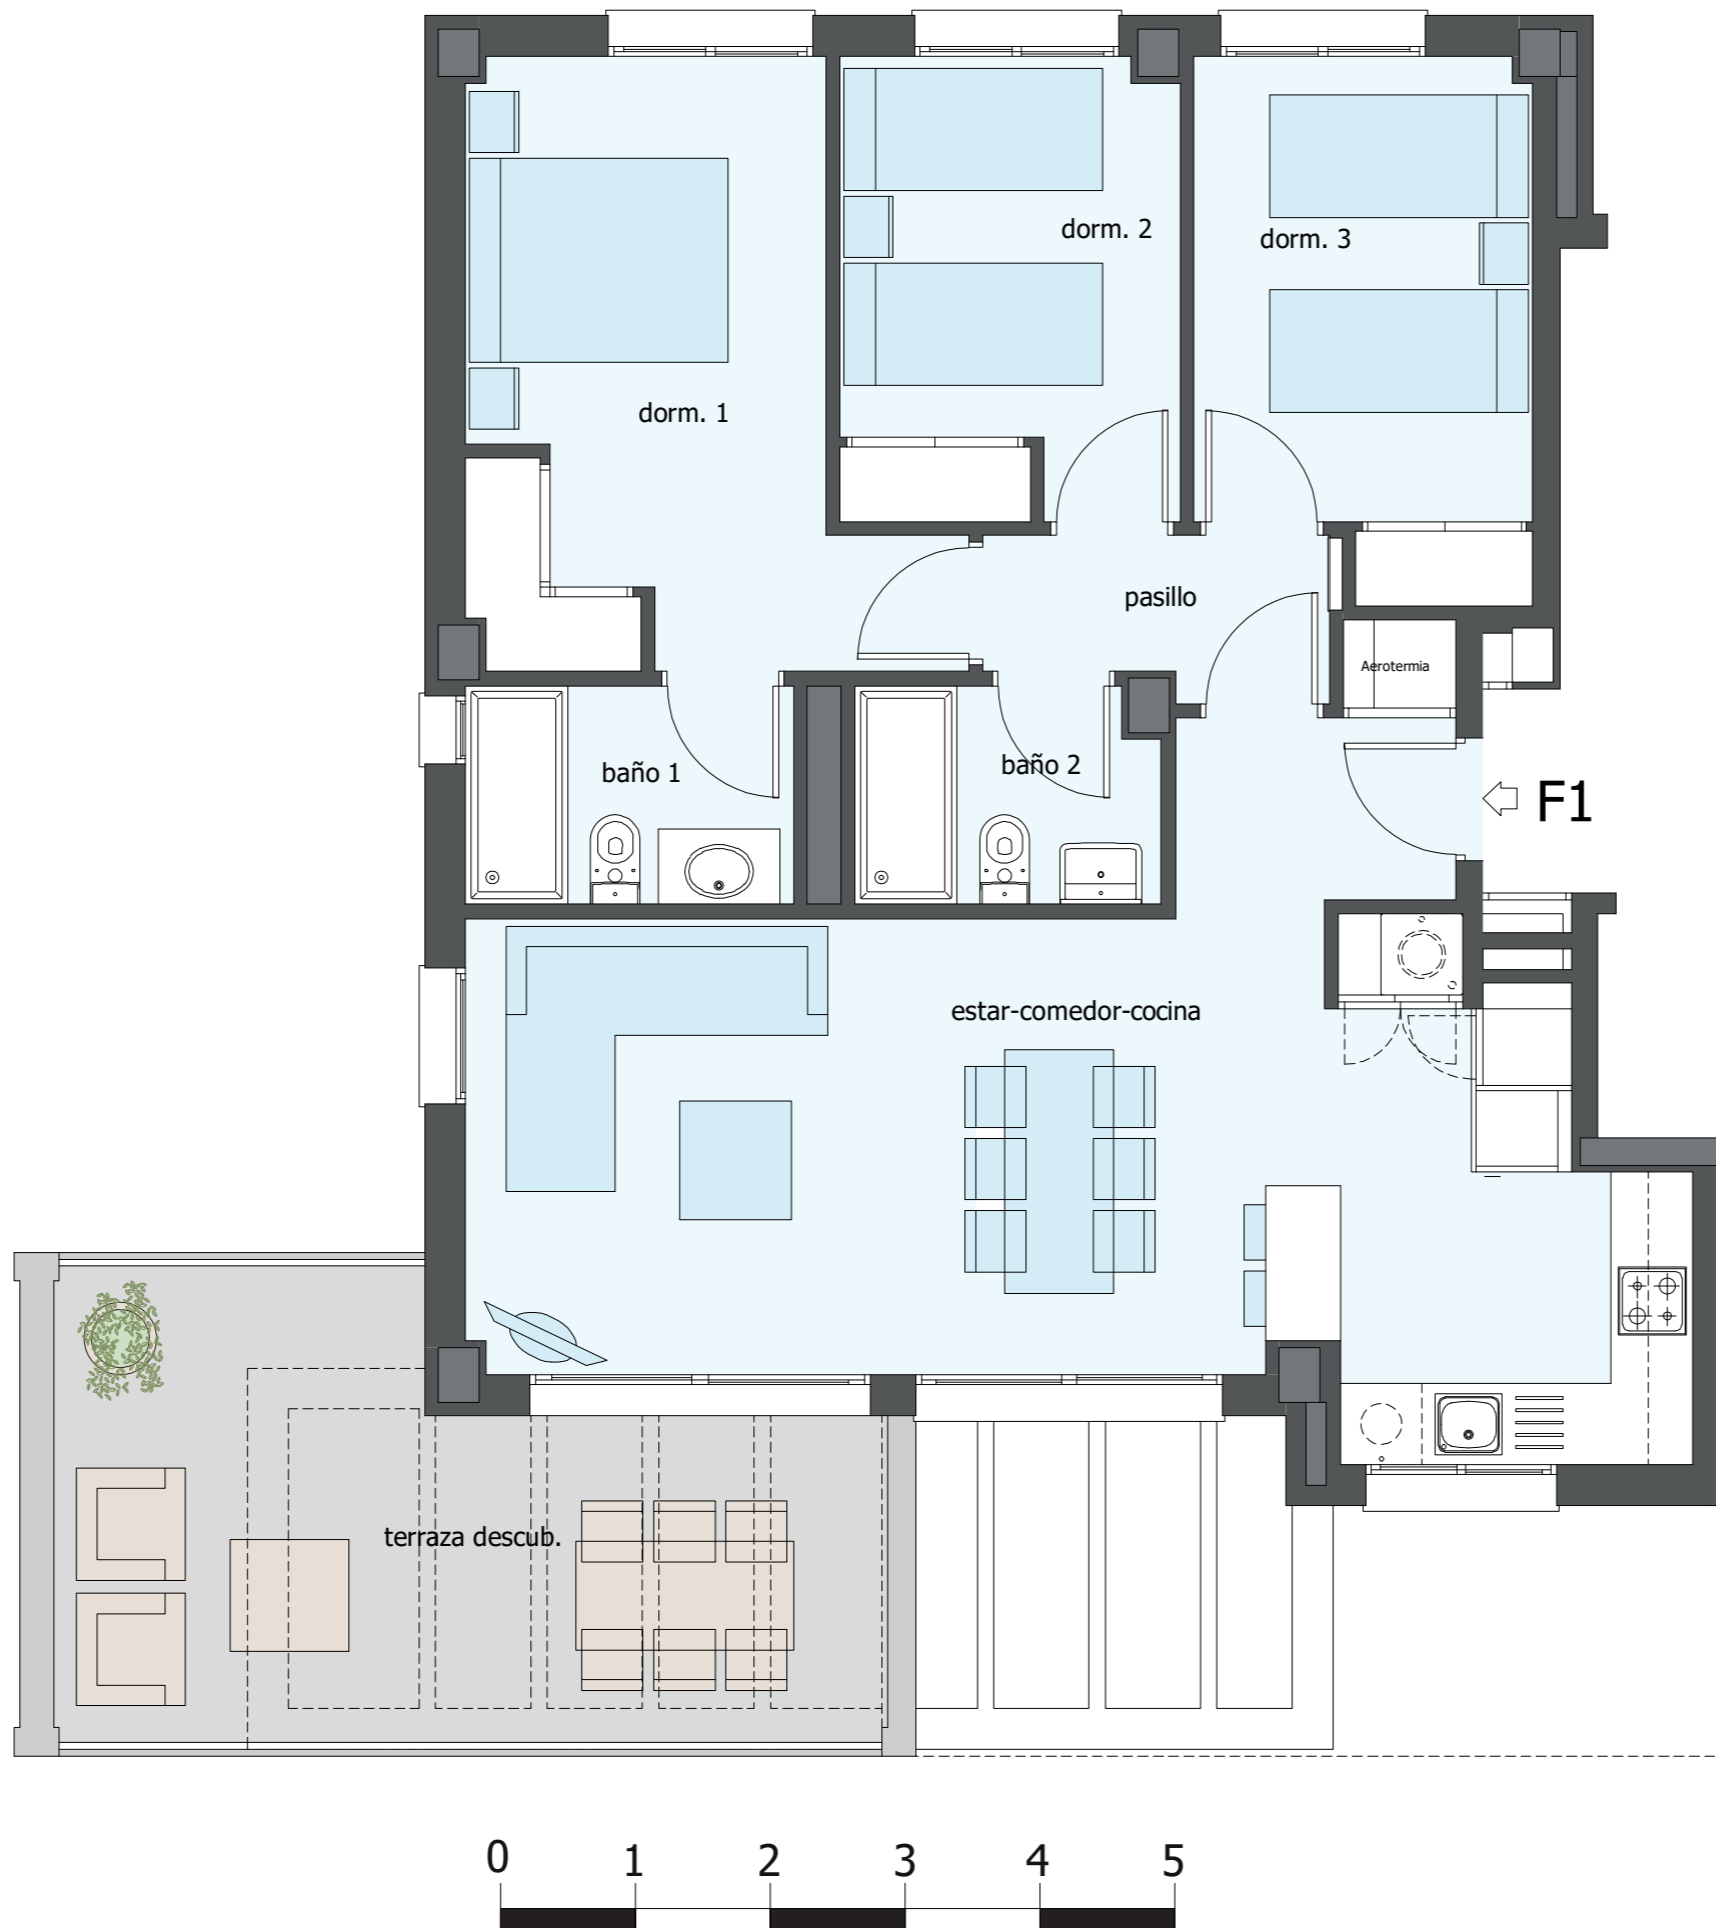 dorm. 2
dorm. 3
dorm. 1
pasillo
Aerotermia
baño 1
baño 2
F1
estar-comedor-cocina
terraza descub.
0 1 2 3 4 5